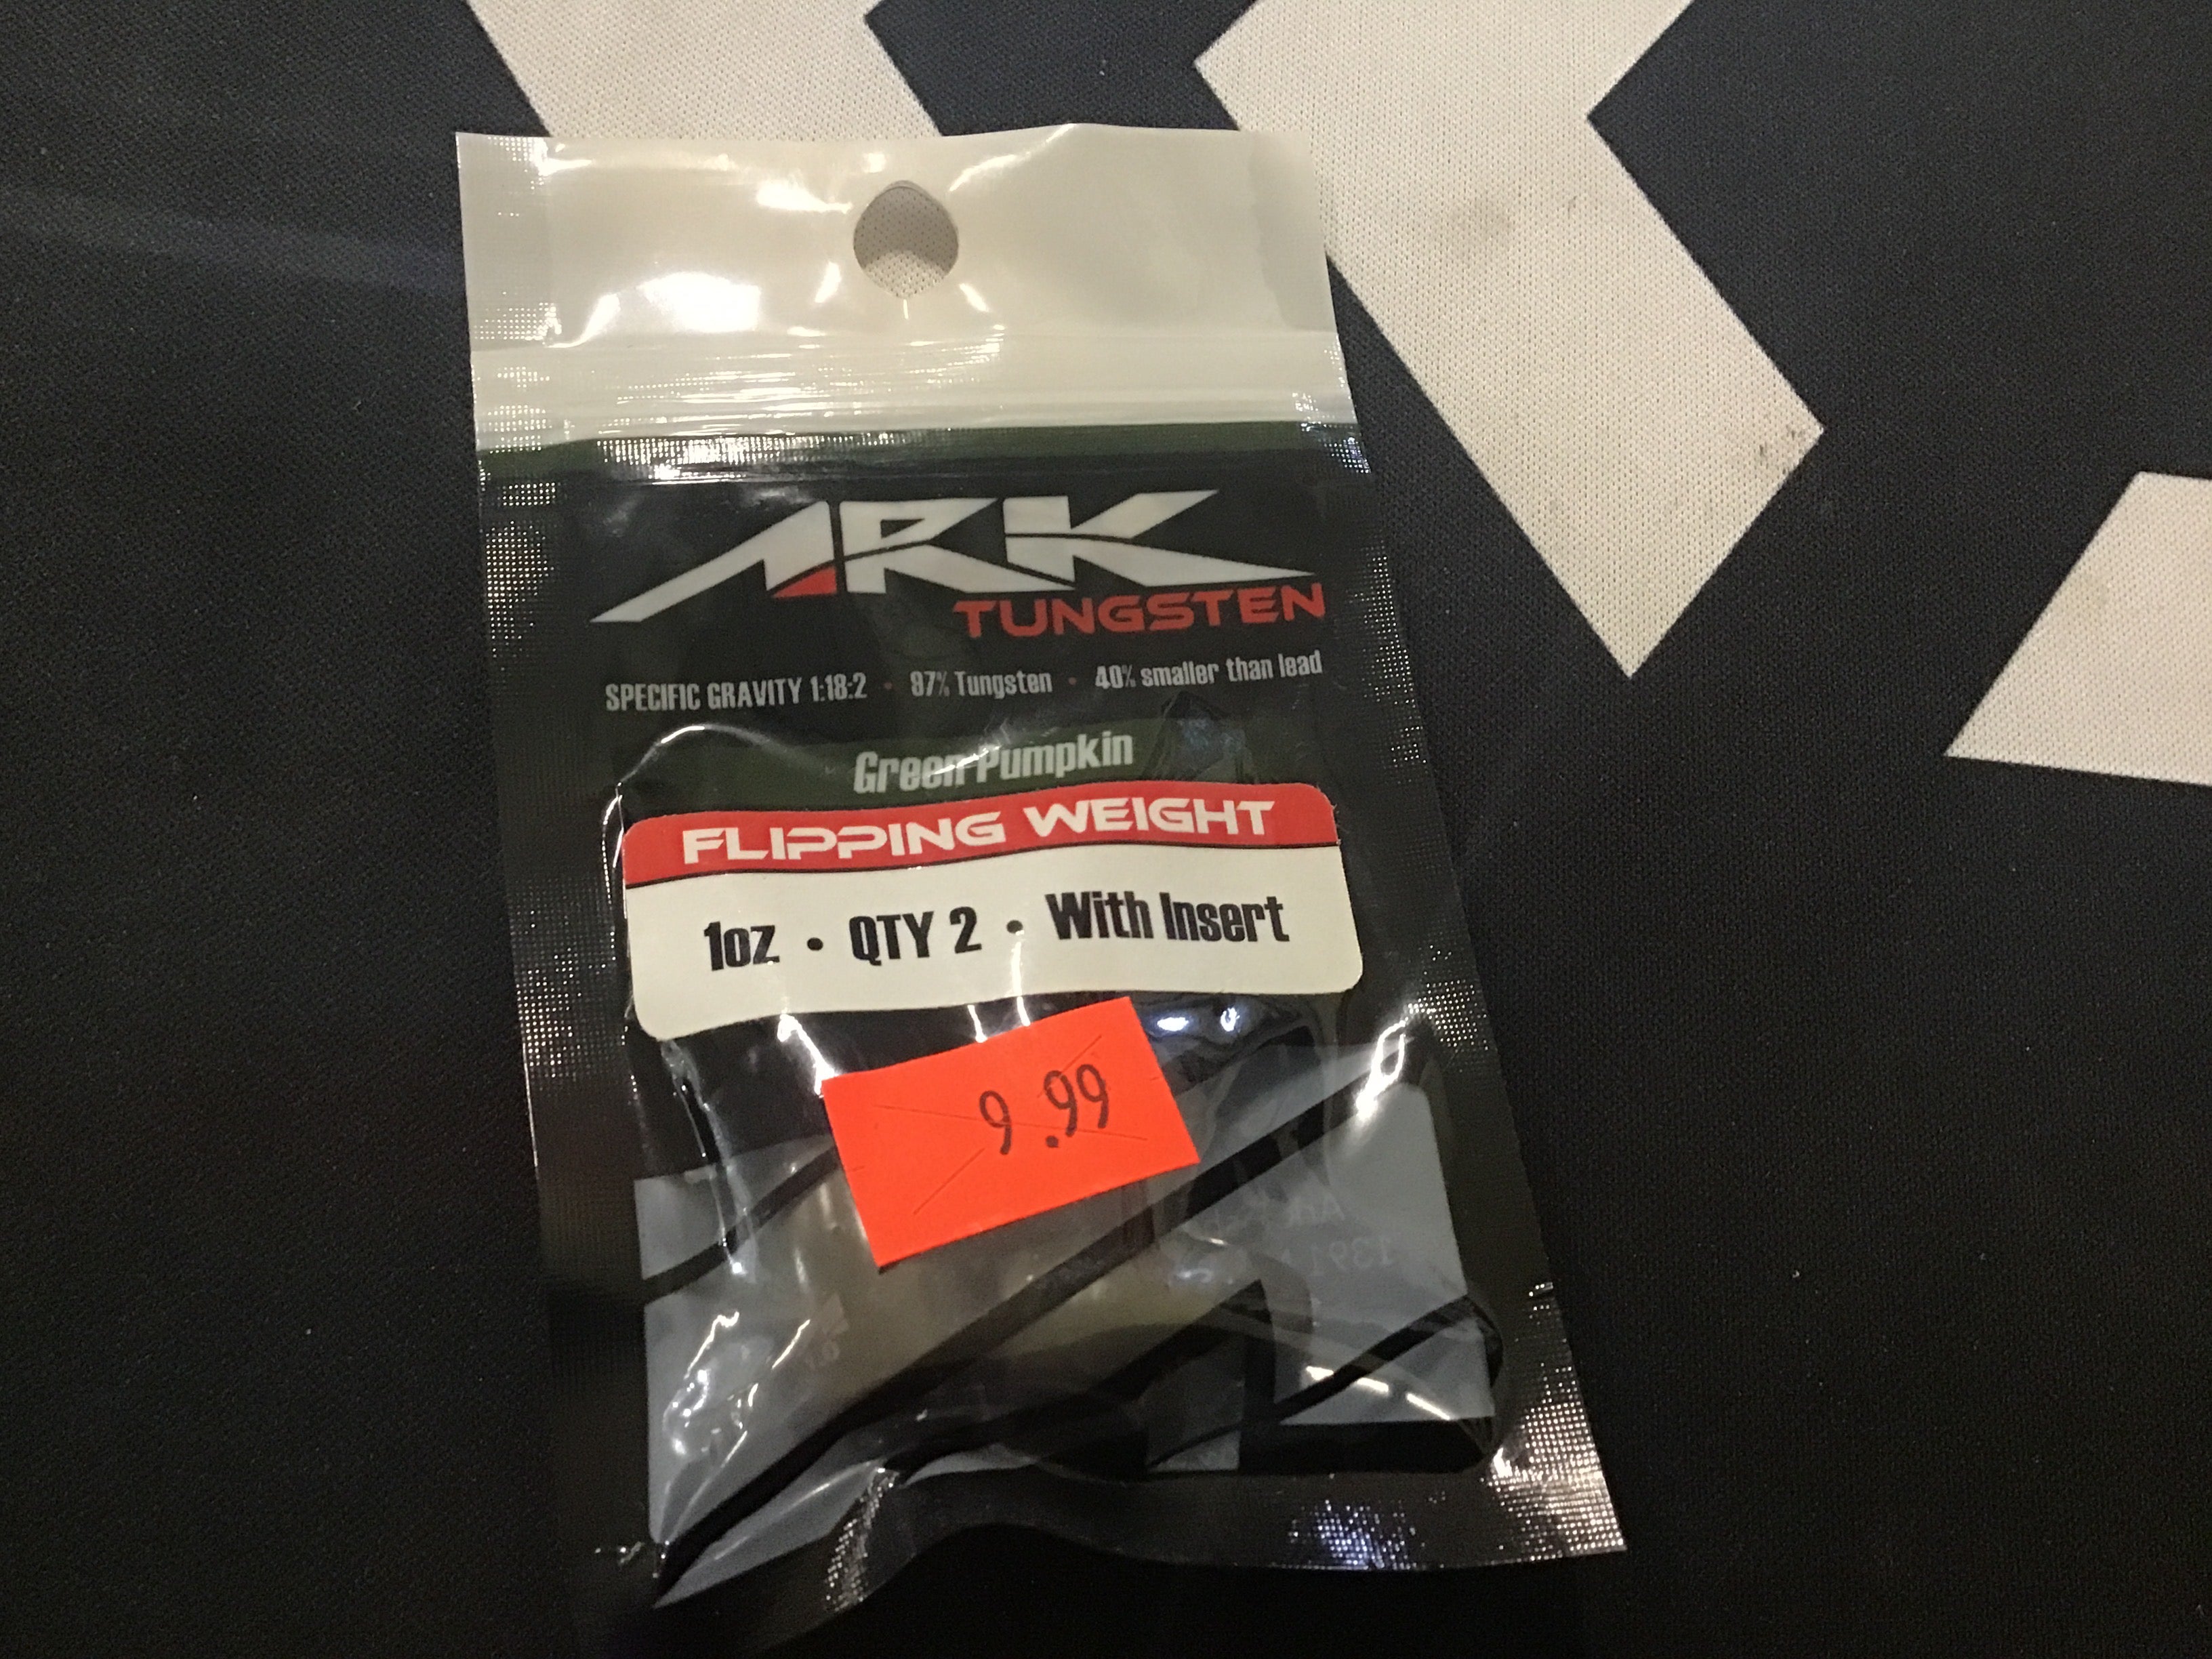 ARK
TUNGSTEN
SPECIFIC GRAVITY 1:18:2 · 97% Tungsten · 40% smaller than lead
Green Pumpkin
FLIPPING WEIGHT
1oz · QTY 2 · With Insert
9.99